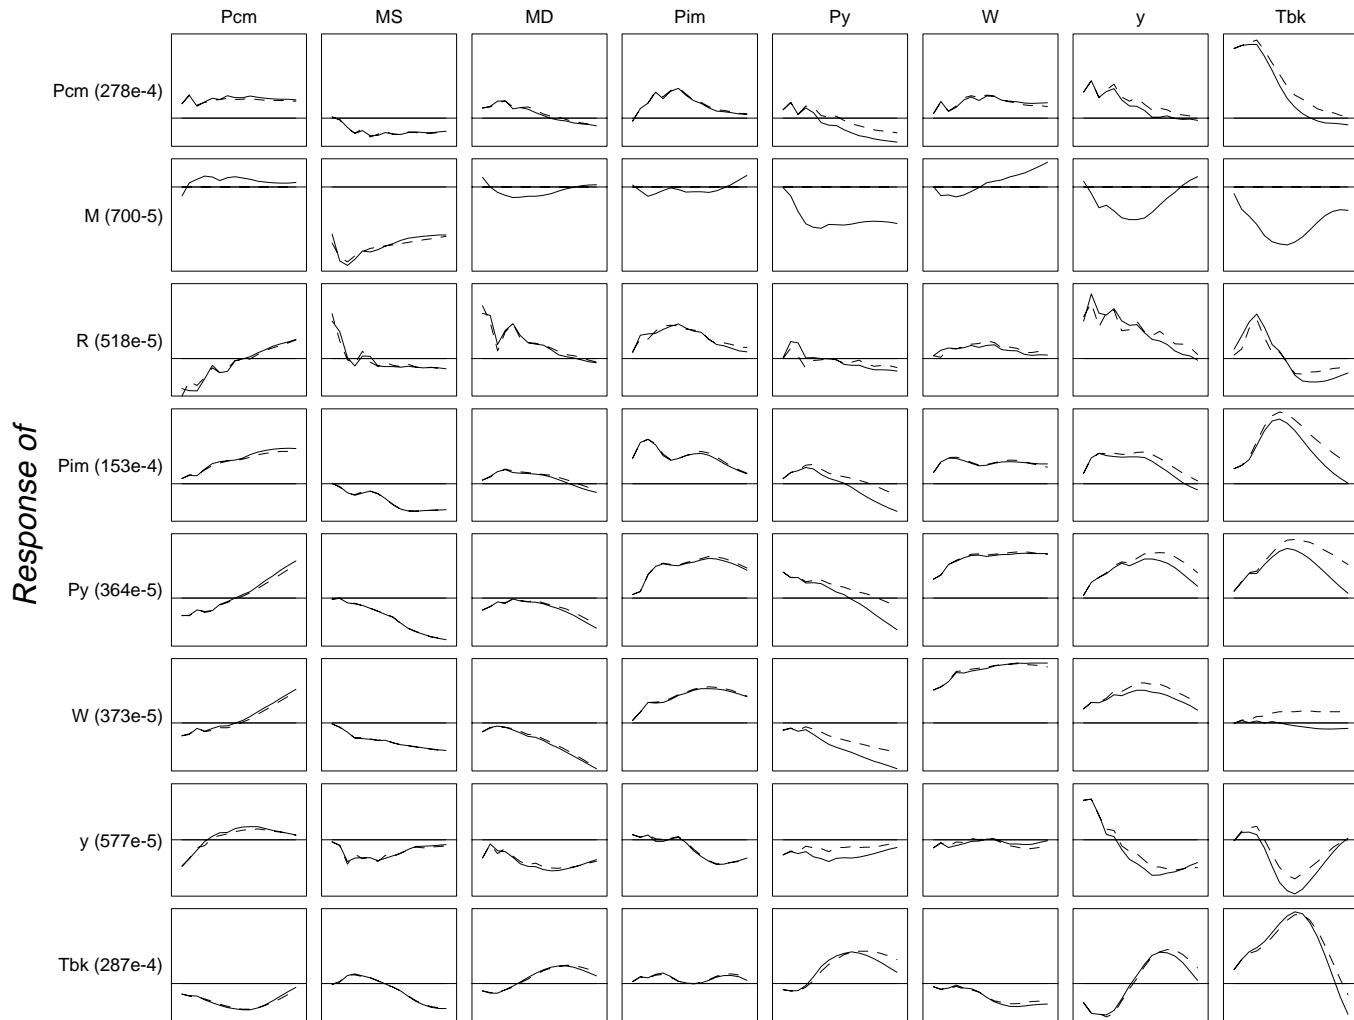 Pcm MS MD Pim Py W y Tbk
Pcm (278e-4)
M (700-5)
R (518e-5)
Pim (153e-4)
Response of
Py (364e-5)
W (373e-5)
y (577e-5)
Tbk (287e-4)